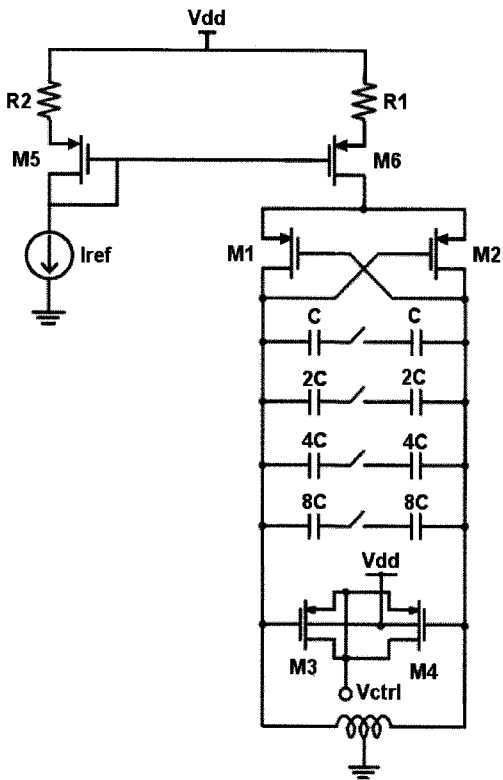 Vdd
R2
R1
M5
M6
Iref
M1
M2
C C
2C 2C
4C 4C
8C 8C
Vdd
M3
M4
Vctrl